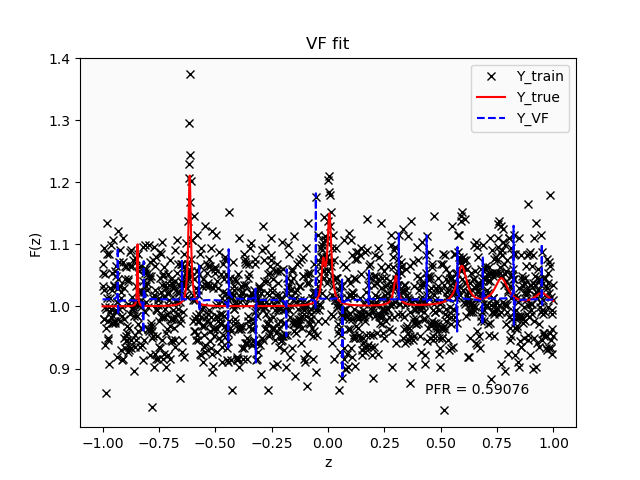 VF fit
1.4
1.3
1.2
1.1
1.0
0.9
F(z)
Y_train
Y_true
Y_VF
PFR = 0.59076
−1.00 −0.75 −0.50 −0.25 0.00 0.25 0.50 0.75 1.00
z